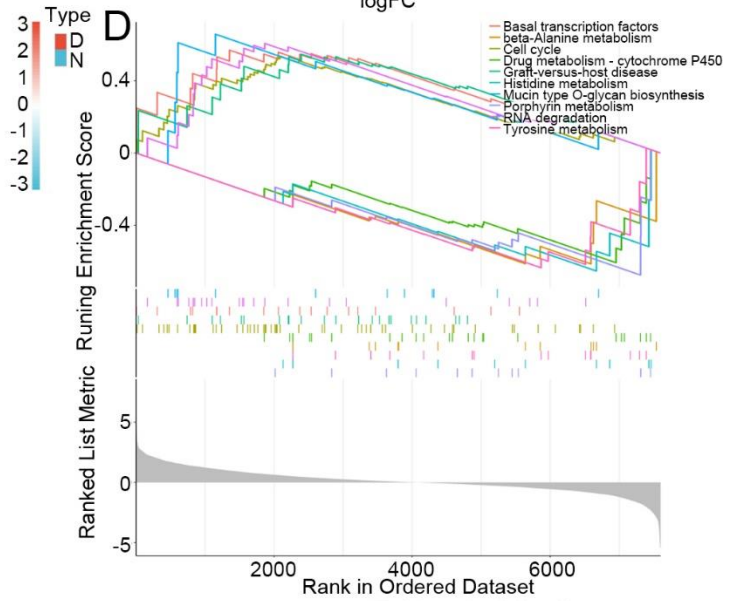 logFC
Type
D
N
3
2
1
0
-1
-2
-3
D
Basal transcription factors
beta-Alanine metabolism
Cell cycle
Drug metabolism - cytochrome P450
Graft-versus-host disease
Histidine metabolism
Mucin type O-glycan biosynthesis
Porphyrin metabolism
RNA degradation
Tyrosine metabolism
0.4
0
-0.4
Runing Enrichment Score
Ranked List Metric
5
0
-5
2000 4000 6000
Rank in Ordered Dataset